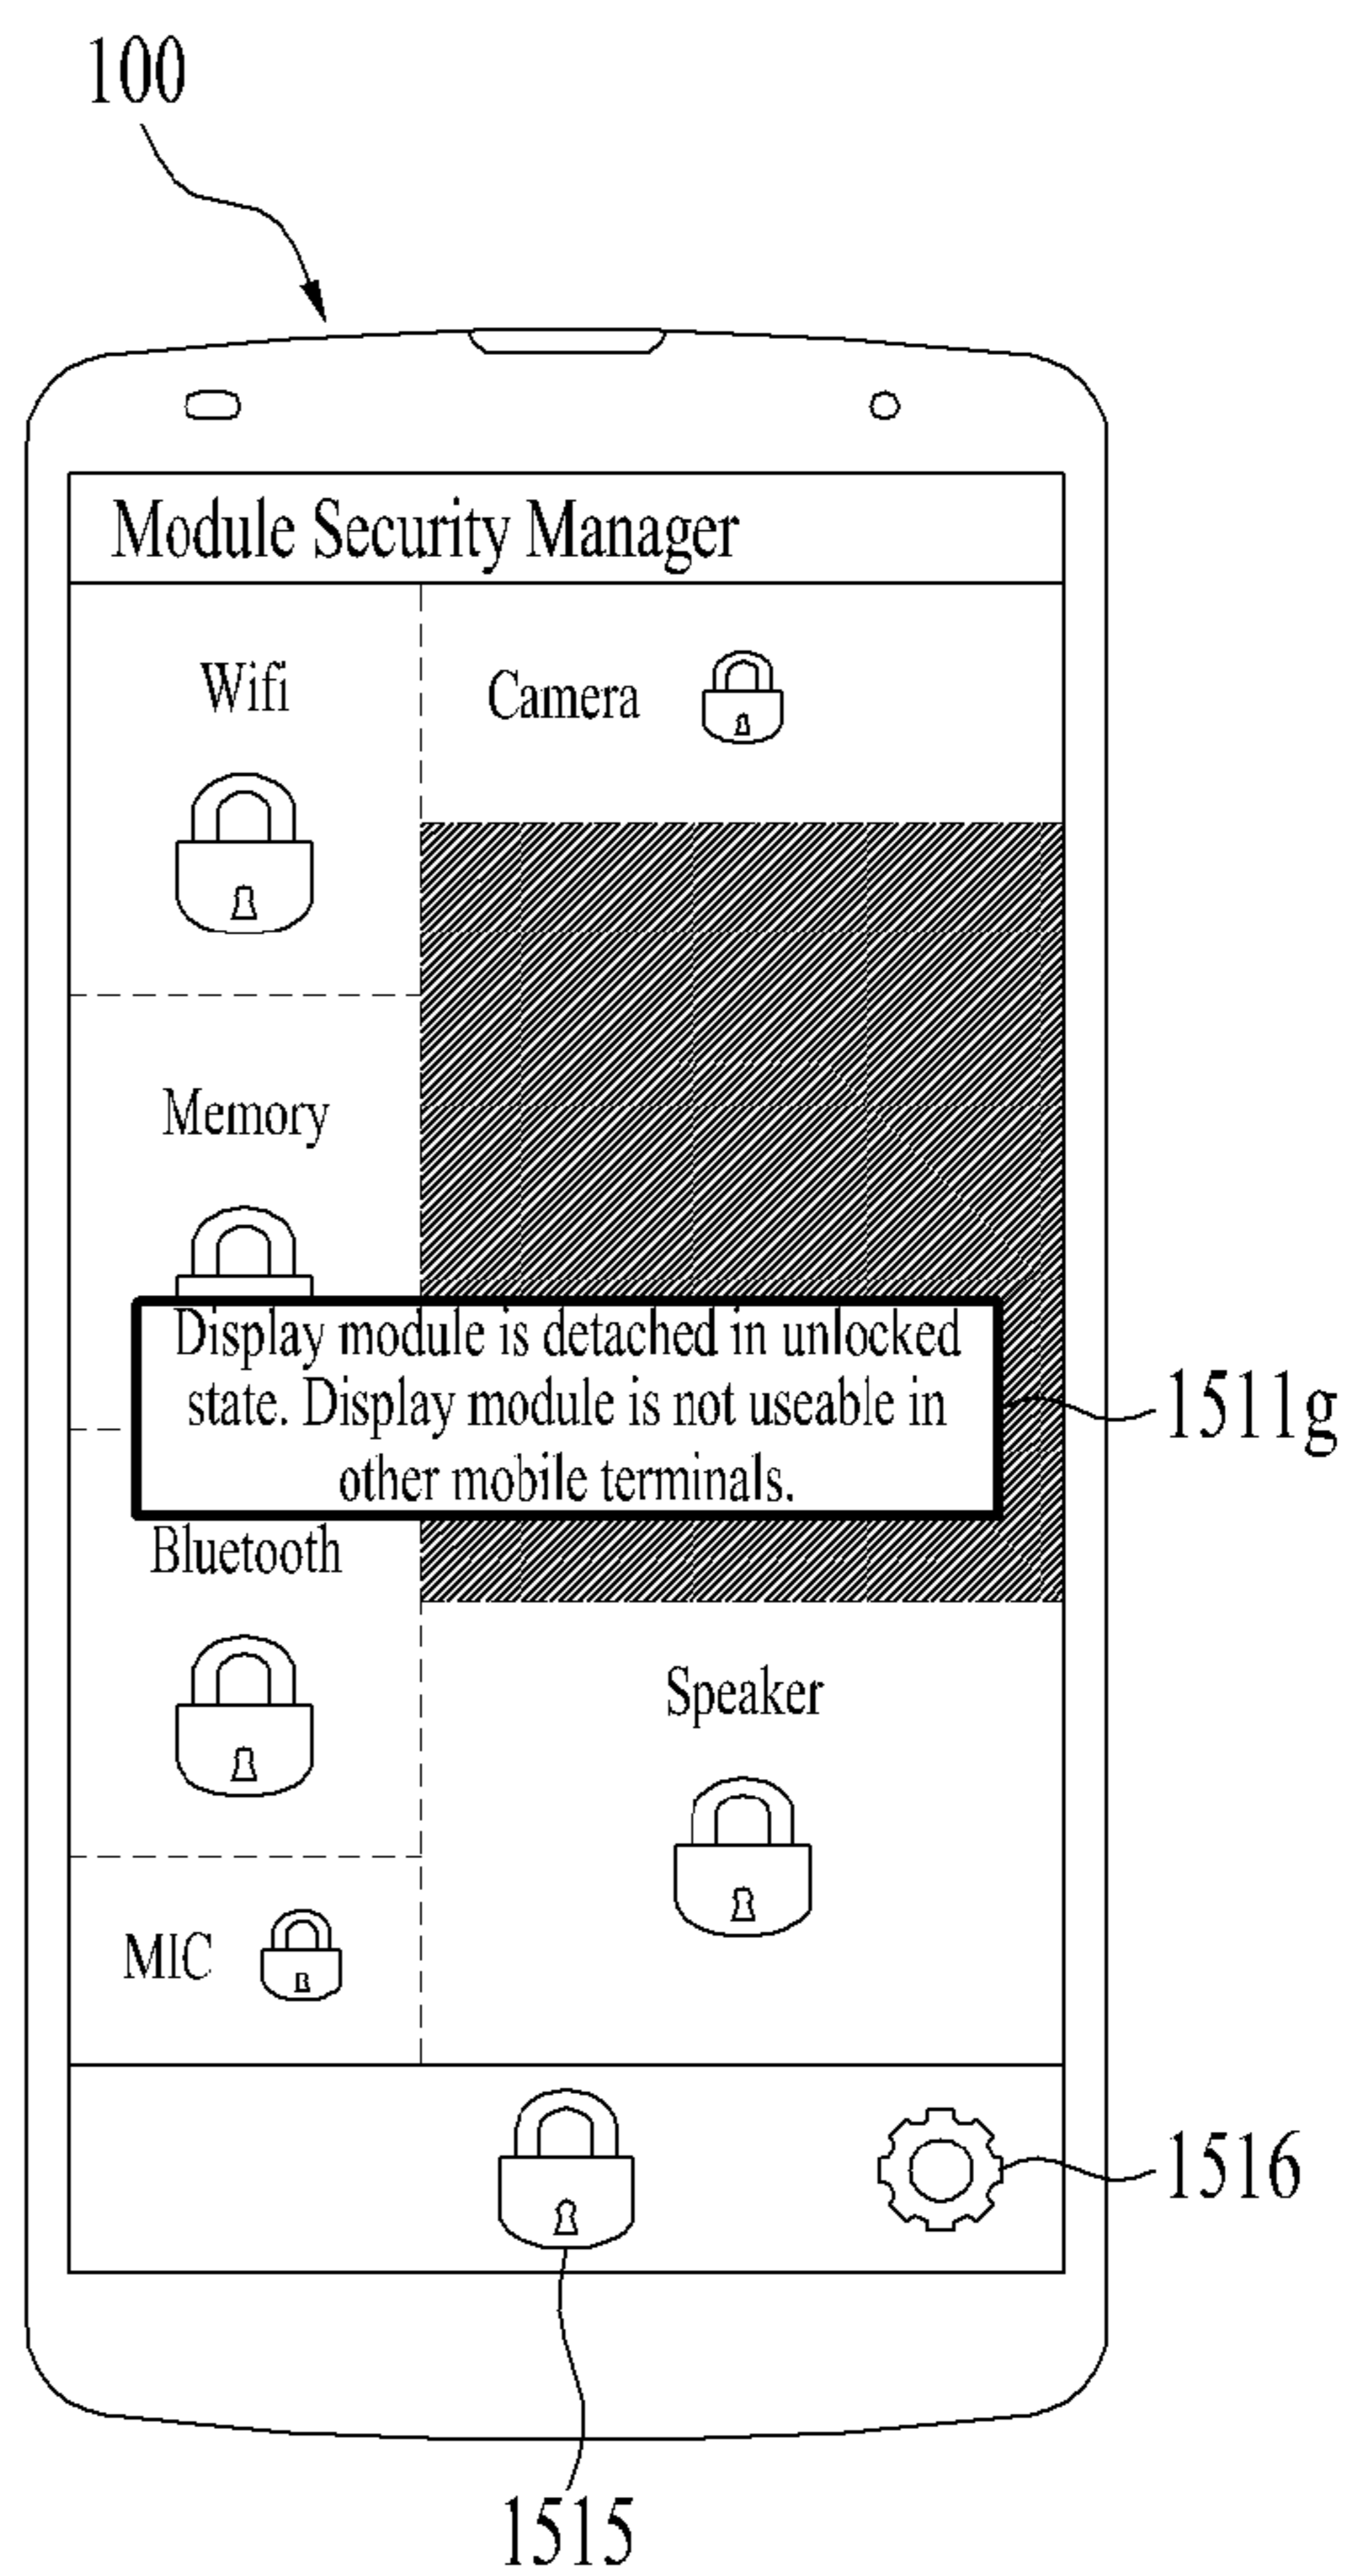 100
Module Security Manager
Wifi
Camera
Memory
Display module is detached in unlocked
state. Display module is not useable in
other mobile terminals.
1511g
Bluetooth
Speaker
MIC
1516
1515